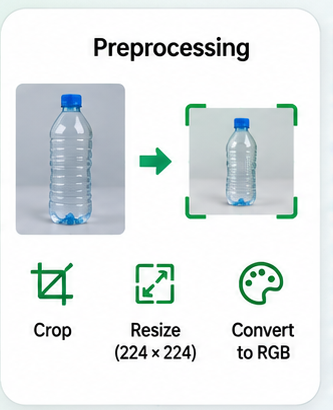 Preprocessing
Crop
Resize
(224 × 224)
Convert
to RGB